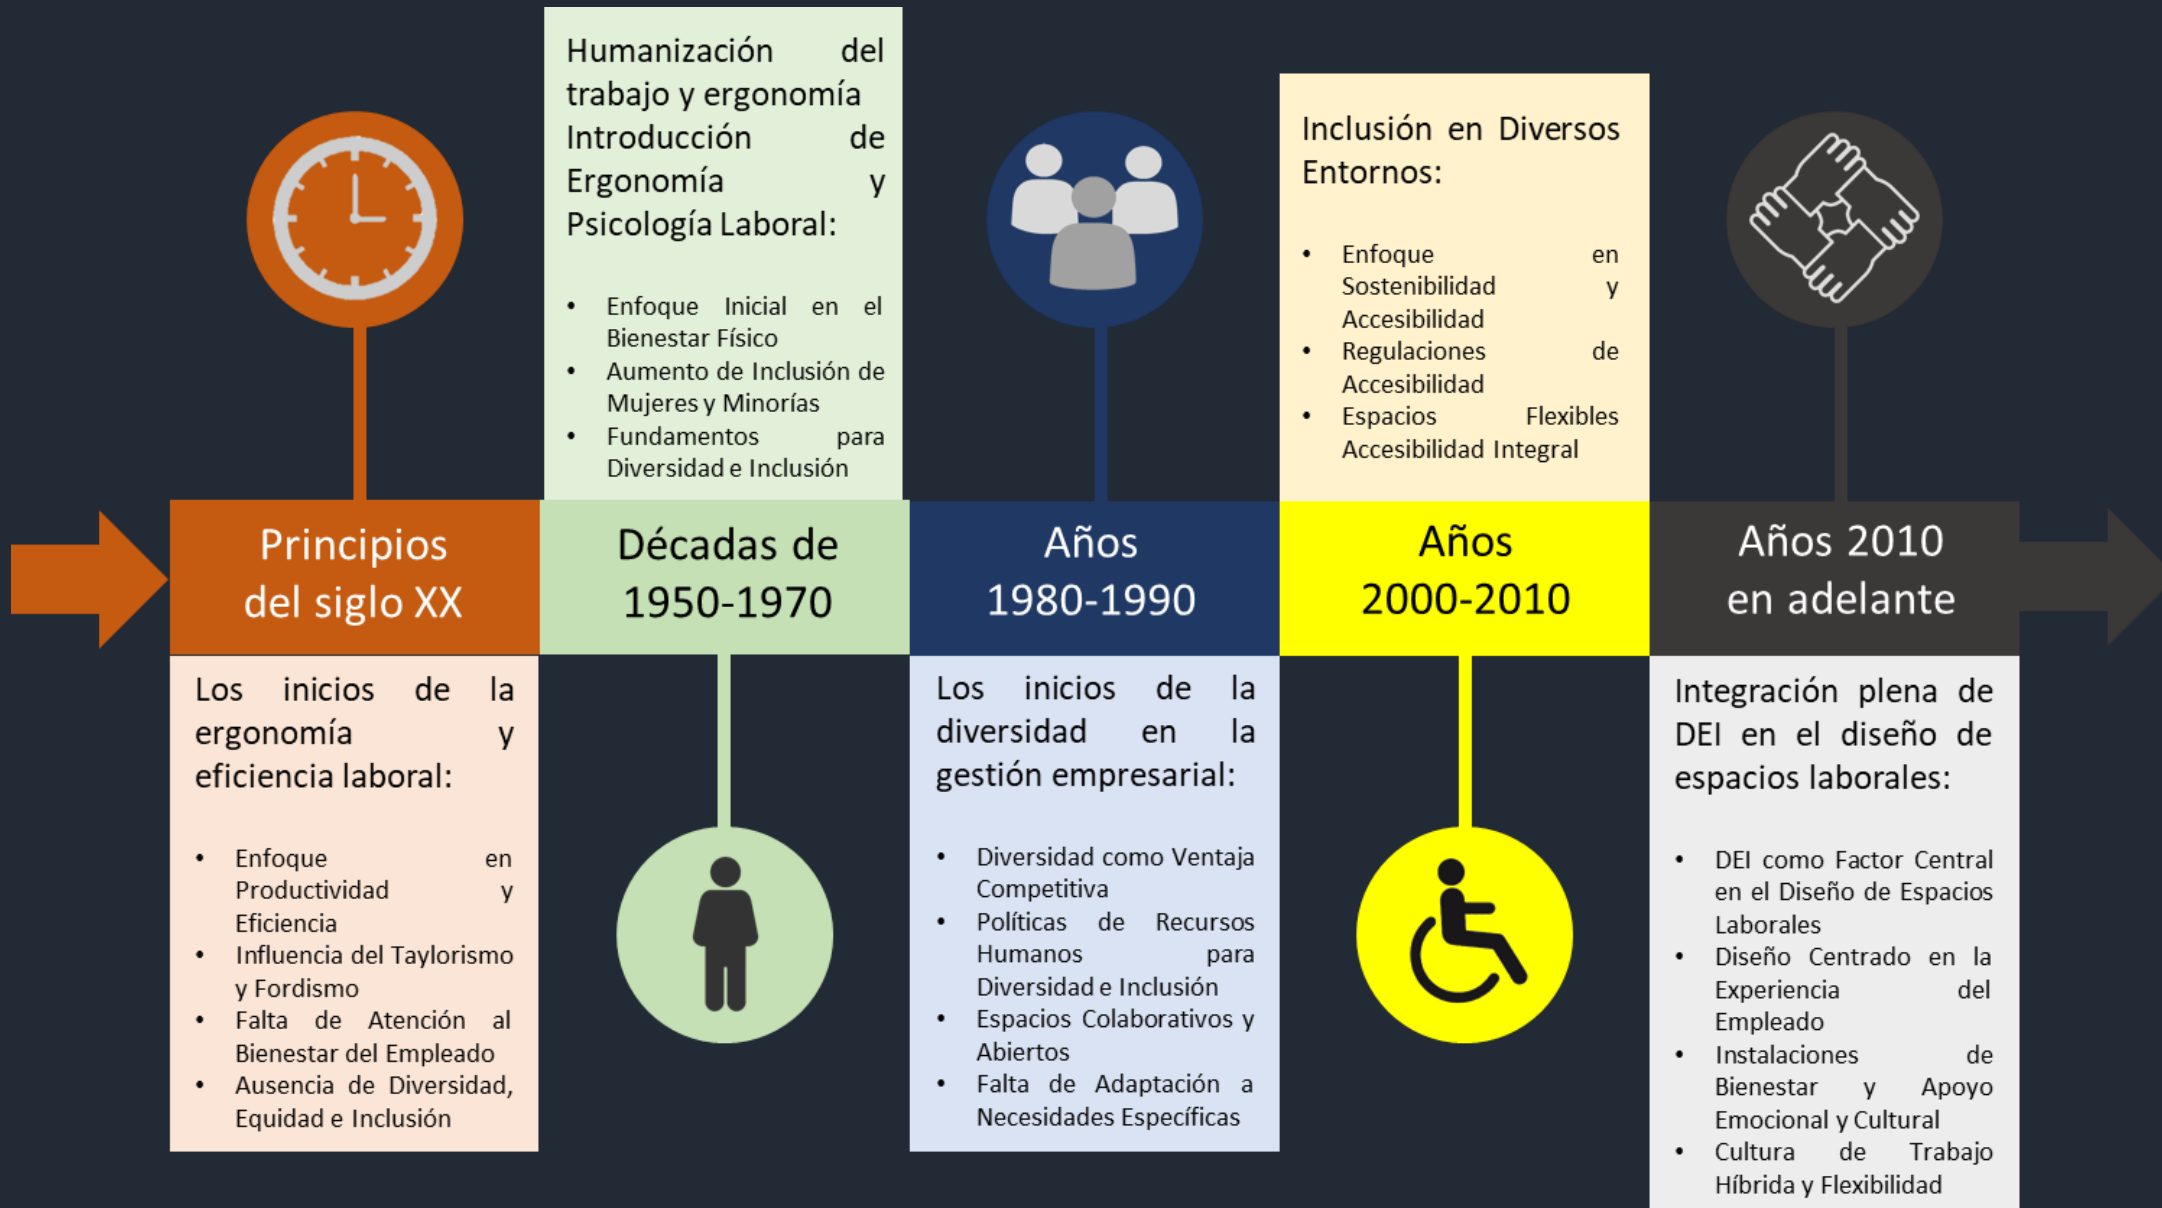 Principios
del siglo XX
Los inicios de la
ergonomía y
eficiencia laboral:
• Enfoque en
Productividad y
Eficiencia
• Influencia del Taylorismo
y Fordismo
• Falta de Atención al
Bienestar del Empleado
• Ausencia de Diversidad,
Equidad e Inclusión
Humanización del
trabajo y ergonomía
Introducción de
Ergonomía y
Psicología Laboral:
• Enfoque Inicial en el
Bienestar Físico
• Aumento de Inclusión de
Mujeres y Minorías
• Fundamentos para
Diversidad e Inclusión
Décadas de
1950-1970
Años
1980-1990
Los inicios de la
diversidad en la
gestión empresarial:
• Diversidad como Ventaja
Competitiva
• Políticas de Recursos
Humanos para
Diversidad e Inclusión
• Espacios Colaborativos y
Abiertos
• Falta de Adaptación a
Necesidades Específicas
Inclusión en Diversos
Entornos:
• Enfoque en
Sostenibilidad y
Accesibilidad
• Regulaciones de
Accesibilidad
• Espacios Flexibles
Accesibilidad Integral
Años
2000-2010
Años 2010
en adelante
Integración plena de
DEI en el diseño de
espacios laborales:
• DEI como Factor Central
en el Diseño de Espacios
Laborales
• Diseño Centrado en la
Experiencia del
Empleado
• Instalaciones de
Bienestar y Apoyo
Emocional y Cultural
• Cultura de Trabajo
Híbrida y Flexibilidad